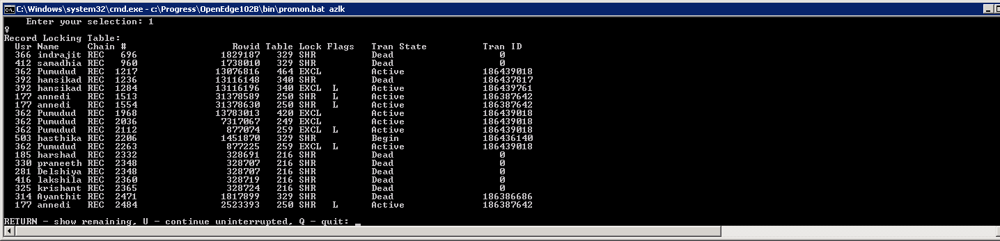 C:\Windows\system32\cmd.exe - c:\Progress\OpenEdge102B\bin\promon.bat azlk
Enter your selection: 1
♀
Record Locking Table:
Usr Name Chain # Rowid Table Lock Flags Tran State Tran ID
366 indrajit REC 696 1829187 329 SHR Dead 0
412 samadhia REC 960 1738010 329 SHR Dead 0
362 Pumudud REC 1217 13076816 464 EXCL Active 186439018
392 hansikad REC 1236 13116148 340 SHR Dead 186437817
392 hansikad REC 1284 13116196 340 EXCL L Active 186439761
177 annedi REC 1513 31378589 250 SHR L Active 186387642
177 annedi REC 1554 31378630 250 SHR L Active 186387642
362 Pumudud REC 1968 13783013 420 EXCL Active 186439018
362 Pumudud REC 2036 7317067 249 EXCL Active 186439018
362 Pumudud REC 2112 877074 259 EXCL L Active 186439018
503 hasthika REC 2206 1451870 329 SHR Begin 186436140
362 Pumudud REC 2263 877225 259 EXCL L Active 186439018
185 harshad REC 2332 328691 216 SHR Dead 0
330 praneeth REC 2348 328707 216 SHR Dead 0
281 Delshiya REC 2348 328707 216 SHR Dead 0
416 lakshila REC 2360 328719 216 SHR Dead 0
325 krishant REC 2365 328724 216 SHR Dead 0
314 Ayanthit REC 2471 1817899 329 SHR Dead 186386686
177 annedi REC 2484 2523393 250 SHR L Active 186387642
RETURN - show remaining, U - continue uninterrupted, Q - quit: _